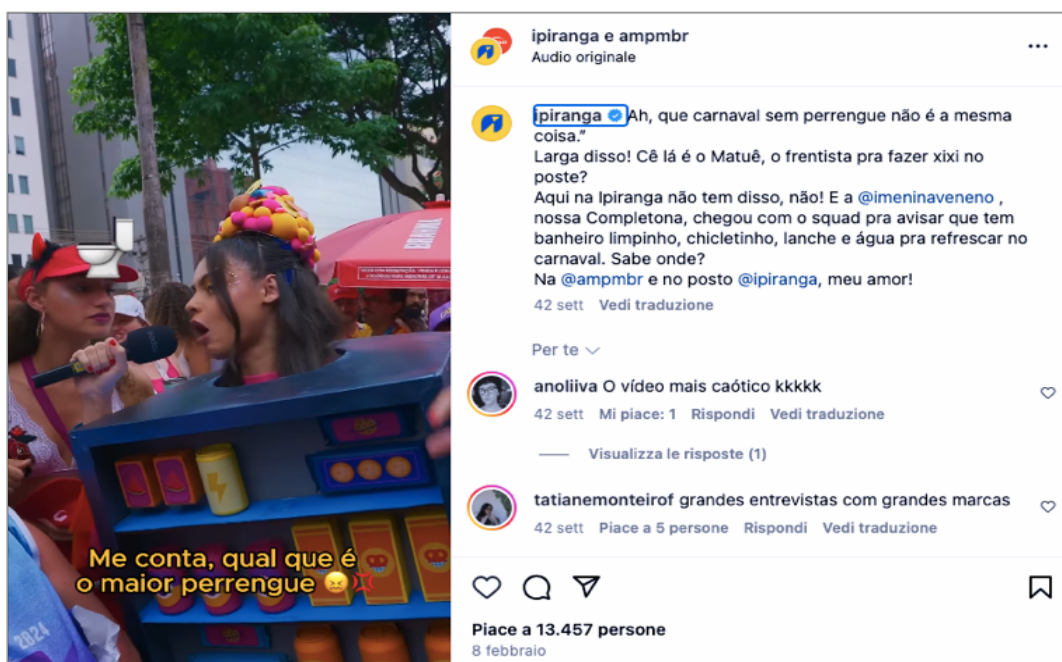 ipiranga e ampmbr
Audio originale
ipiranga Ah, que carnaval sem perrengue não é a mesma
coisa.”
Larga disso! Cê lá é o Matuê, o frentista pra fazer xixi no
poste?
Aqui na Ipiranga não tem disso, não! E a @imeninaveneno ,
nossa Completona, chegou com o squad pra avisar que tem
banheiro limpinho, chicletinho, lanche e água pra refrescar no
carnaval. Sabe onde?
Na @ampmbr e no posto @ipiranga, meu amor!
42 sett Vedi traduzione
Per te
anoliiva O vídeo mais caótico kkkkk
42 sett Mi piace: 1 Rispondi Vedi traduzione
Visualizza le risposte (1)
tatianemonteirof grandes entrevistas com grandes marcas
42 sett Piace a 5 persone Rispondi Vedi traduzione
Piace a 13.457 persone
8 febbraio
BRAHMA
Me conta, qual que é
o maior perrengue
2824